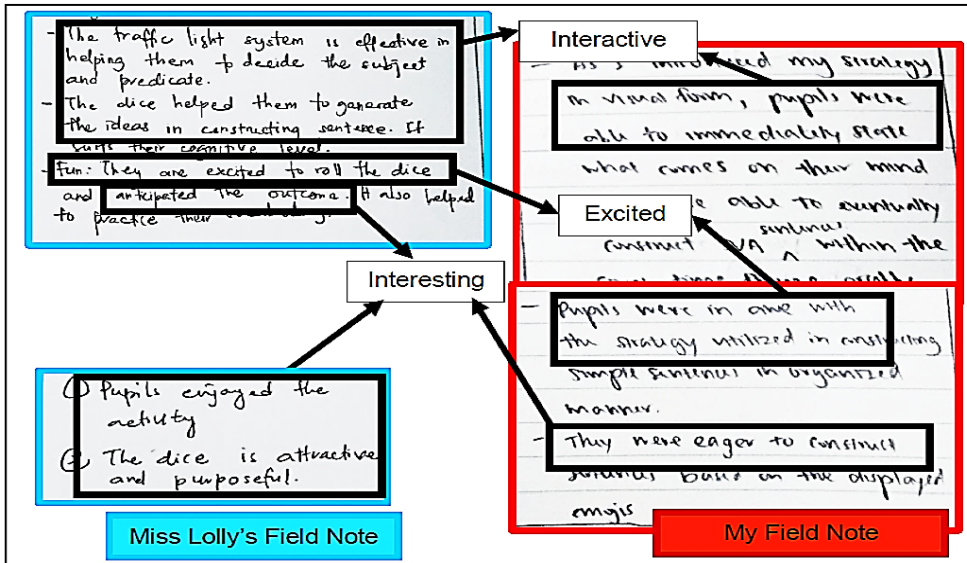 - The traffic light system is effective in
helping them to decide the subject
and predicate.
- The dice helped them to generate
the ideas in constructing sentence. It
suits their cognitive level.
- Fun: They are excited to roll the dice
and anticipated the outcome. It also helped
to practice their
Interactive
Excited
Interesting
① Pupils enjoyed the
activity
② The dice is attractive
and purposeful.
Miss Lolly's Field Note
- As I introduced my strategy
in visual form, pupils were
able to immediately state
what comes on their mind
able to eventually
construct SVA ^ sentences within the
- Pupils were in awe with
the strategy utilized in constructing
simple sentences in organized
manner.
- They were eager to construct
sentences based on the displayed
emojis
My Field Note